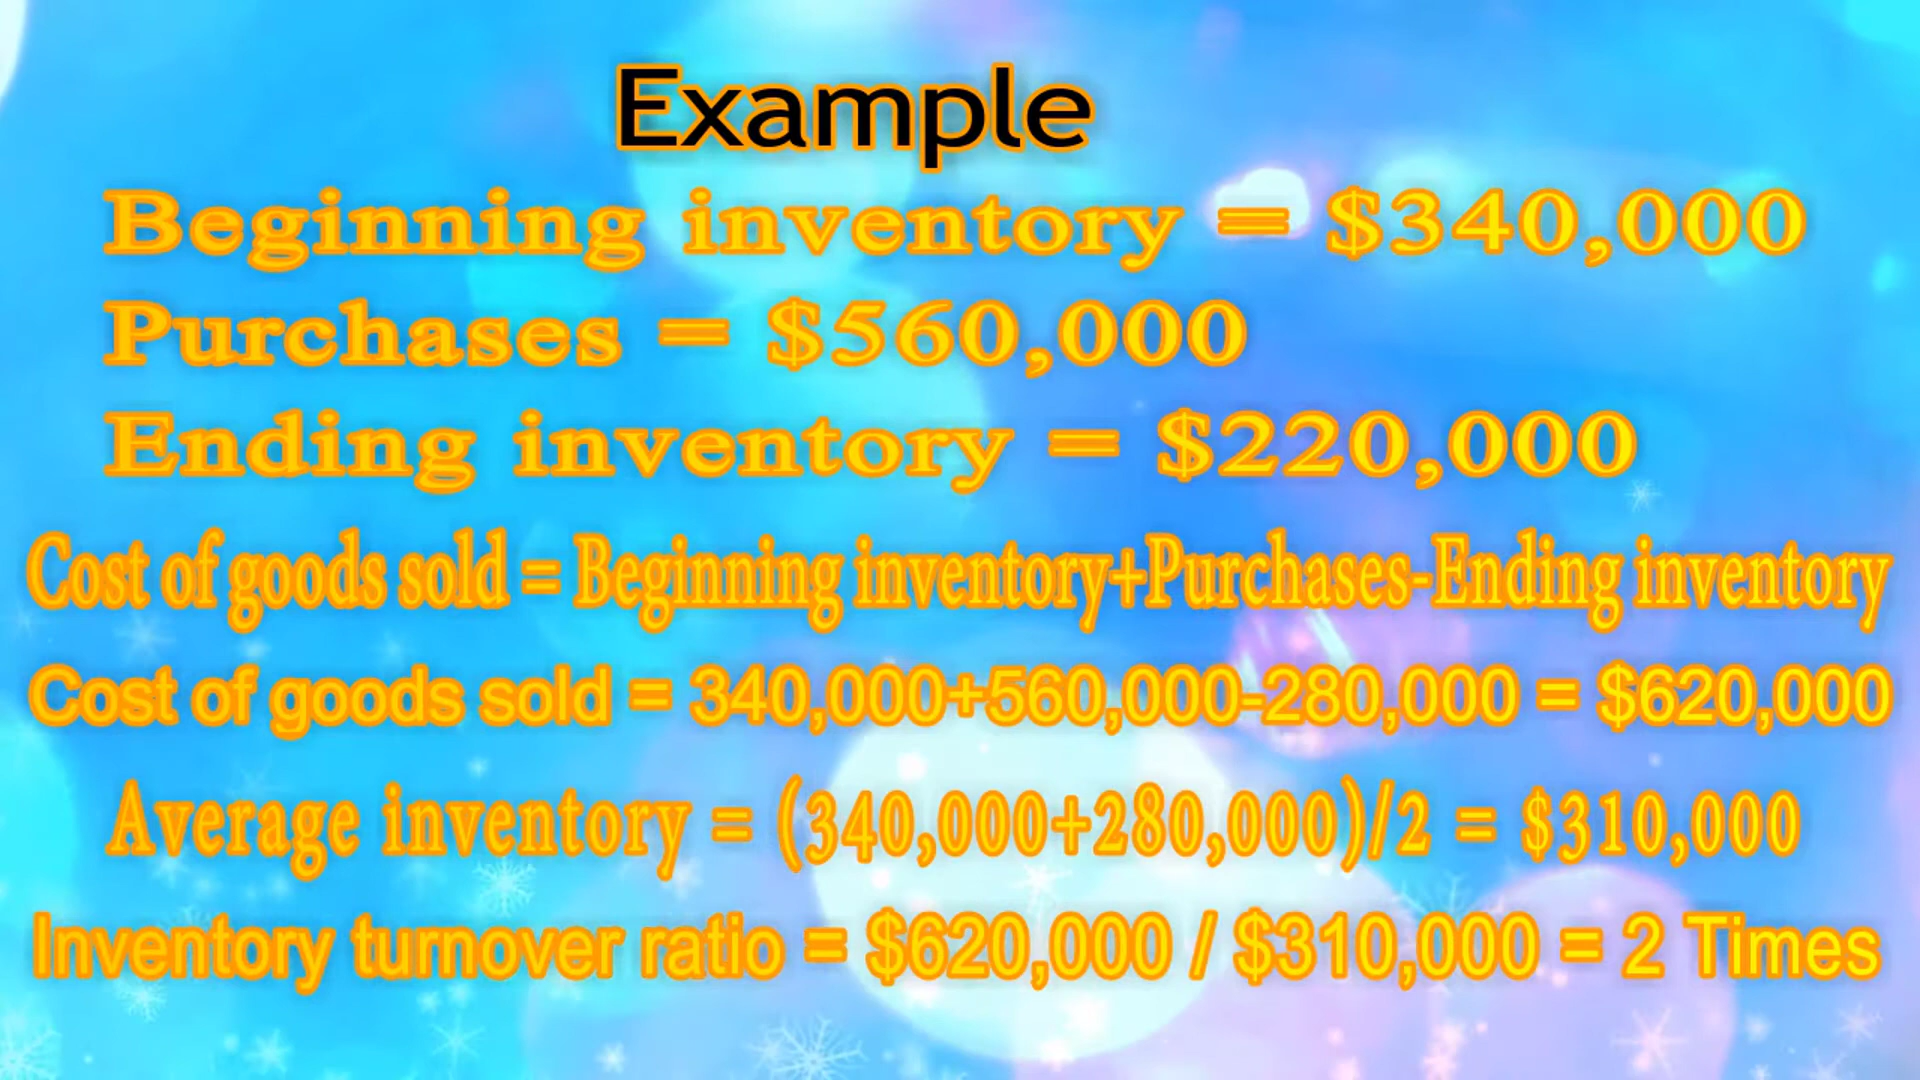 Example
Beginning inventory = $340,000
Purchases = $560,000
Ending inventory = $220,000
Cost of goods sold = Beginning inventory+Purchases-Ending inventory
Cost of goods sold = 340,000+560,000-280,000 = $620,000
Average inventory = (340,000+280,000)/2 = $310,000
Inventory turnover ratio = $620,000 / $310,000 = 2 Times